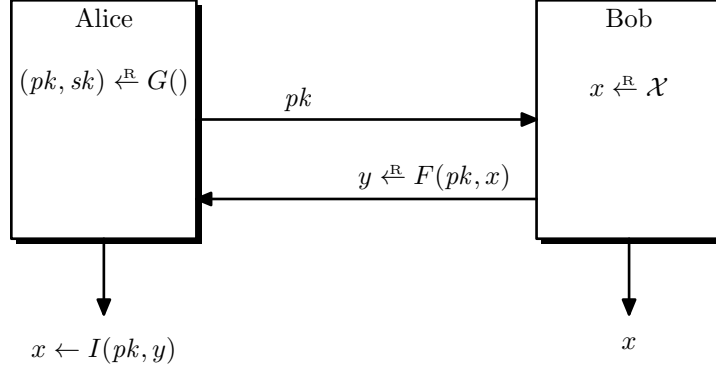 Alice
Bob
(pk, sk) ←ᴿ G()
x ←ᴿ 𝒳
pk
y ←ᴿ F(pk, x)
x ← I(pk, y)
x